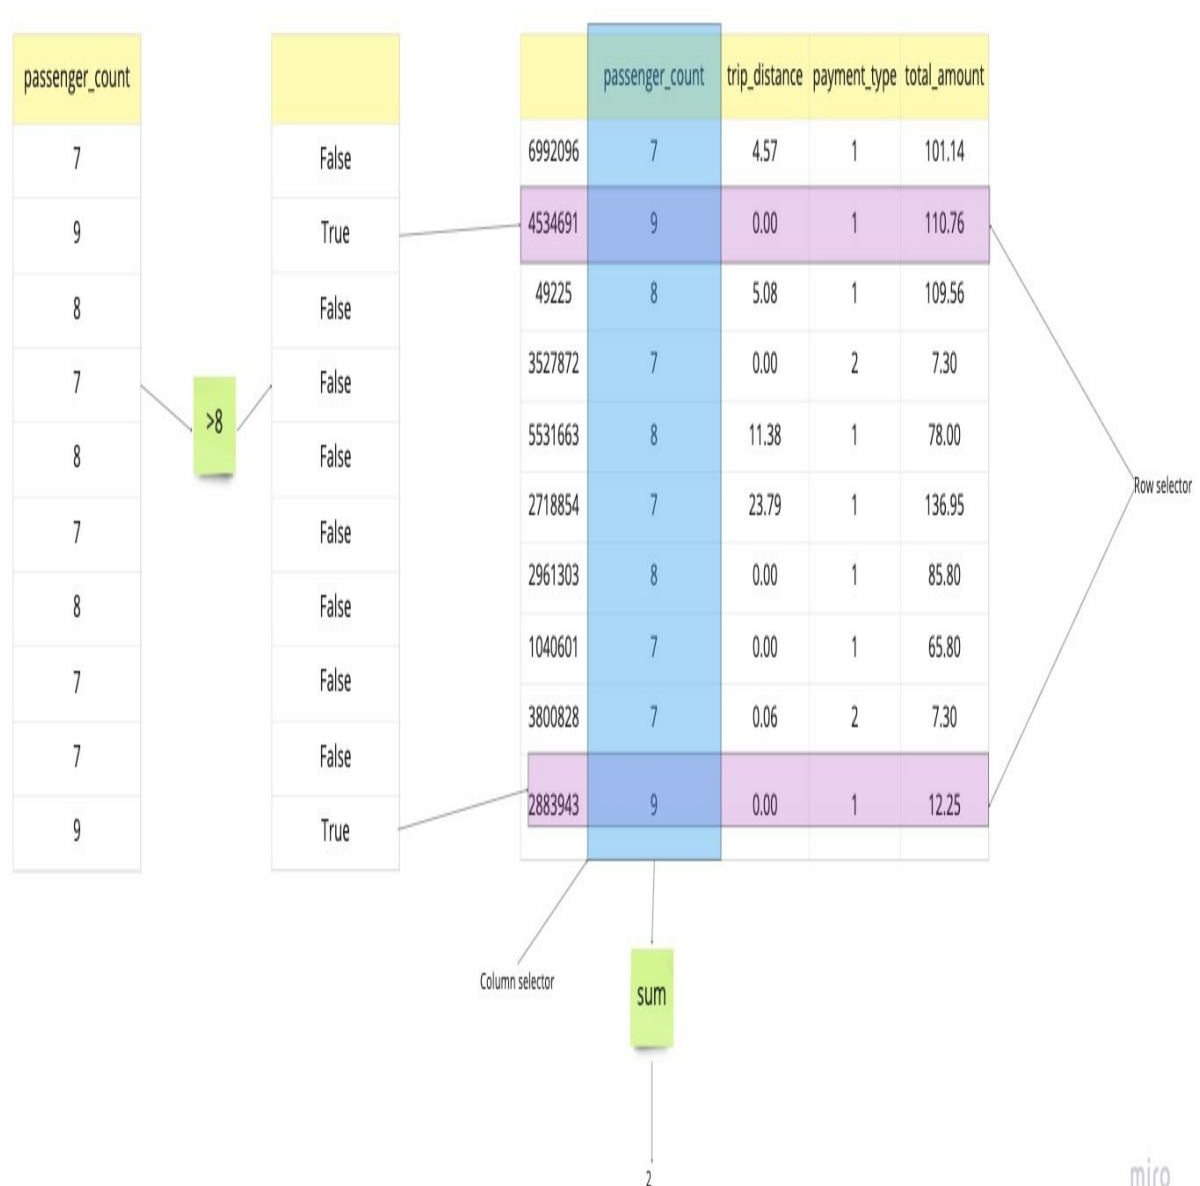 passenger_count
7
9
8
7
8
7
8
7
7
9
>8
False
True
False
False
False
False
False
False
False
True
passenger_count trip_distance payment_type total_amount
6992096 7 4.57 1 101.14
4534691 9 0.00 1 110.76
49225 8 5.08 1 109.56
3527872 7 0.00 2 7.30
5531663 8 11.38 1 78.00
2718854 7 23.79 1 136.95
2961303 8 0.00 1 85.80
1040601 7 0.00 1 65.80
3800828 7 0.06 2 7.30
2883943 9 0.00 1 12.25
Row selector
Column selector
sum
2
miro